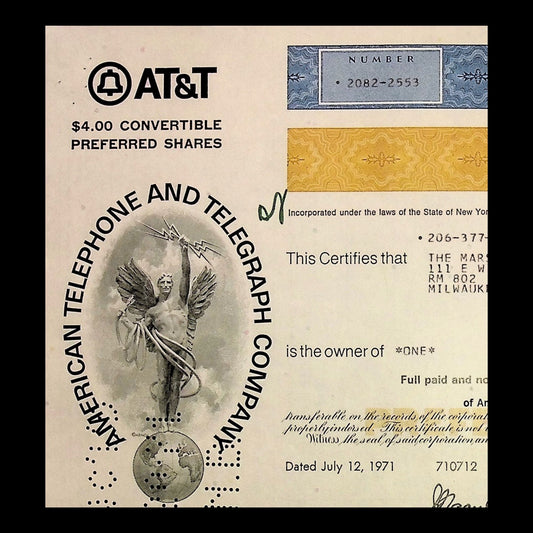 AT&T
$4.00 CONVERTIBLE
PREFERRED SHARES
AMERICAN TELEPHONE AND TELEGRAPH COMPANY
NUMBER
• 2082-2553
Incorporated under the laws of the State of New York
• 206-377-
This Certifies that
THE MARS
111 E W
RM 802
MILWAUK
is the owner of *ONE*
Full paid and no
of Am
transferable on the records of the corporat
properly indorsed. This certificate is not
Witness the seal of said corporation an
Dated July 12, 1971 710712